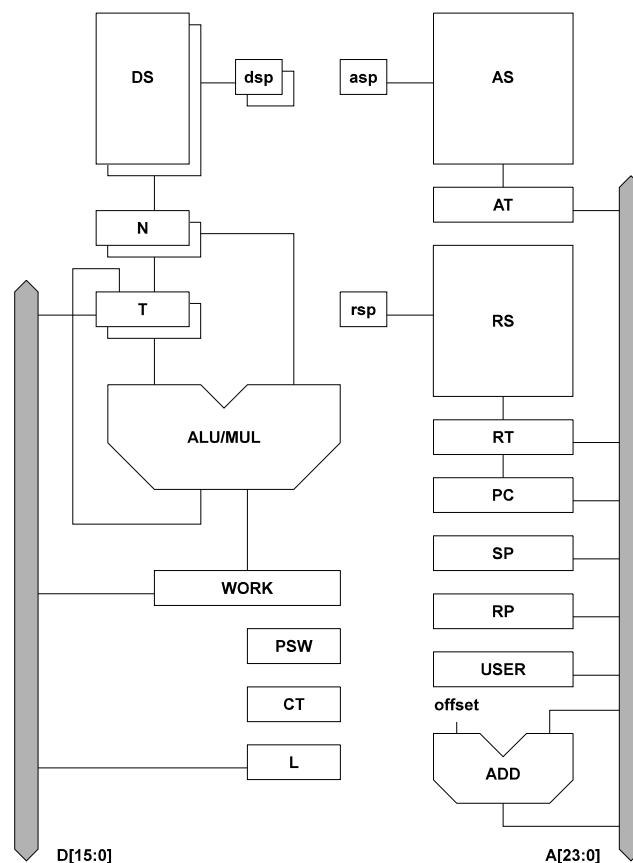 DS
dsp
asp
AS
AT
N
T
rsp
RS
ALU/MUL
RT
PC
SP
WORK
RP
PSW
USER
CT
offset
L
ADD
D[15:0]
A[23:0]